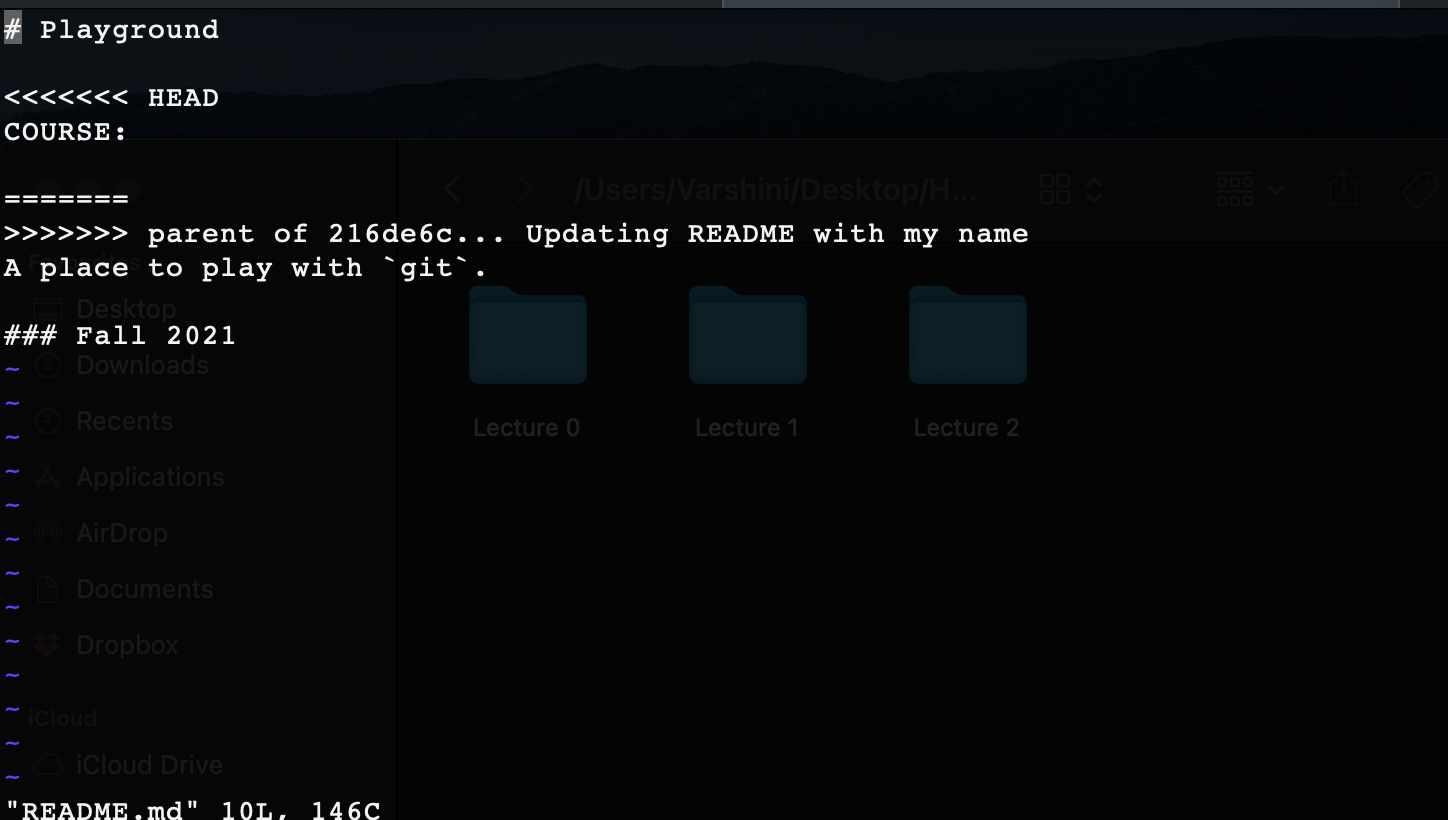 # Playground
<<<<<<< HEAD
COURSE:
=======
>>>>>>> parent of 216de6c... Updating README with my name
A place to play with `git`.
### Fall 2021
~
~
~
~
~
~
~
~
~
~
~
~
~
"README.md" 10L, 146C
/Users/Varshini/Desktop/H...
Favourites
Desktop
Downloads
Recents
Applications
AirDrop
Documents
Dropbox
iCloud
iCloud Drive
Lecture 0
Lecture 1
Lecture 2